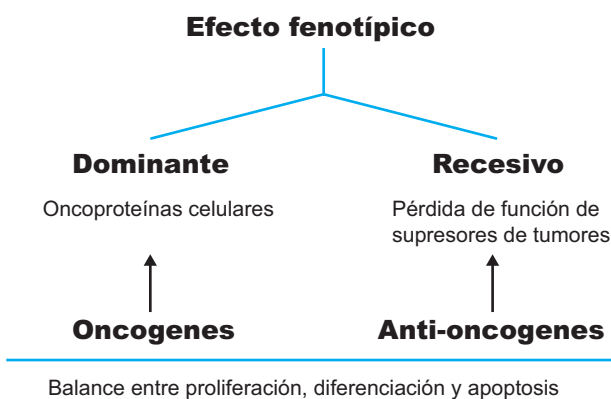 Efecto fenotípico
Dominante
Recesivo
Oncoproteínas celulares
Pérdida de función de
supresores de tumores
Oncogenes
Anti-oncogenes
Balance entre proliferación, diferenciación y apoptosis